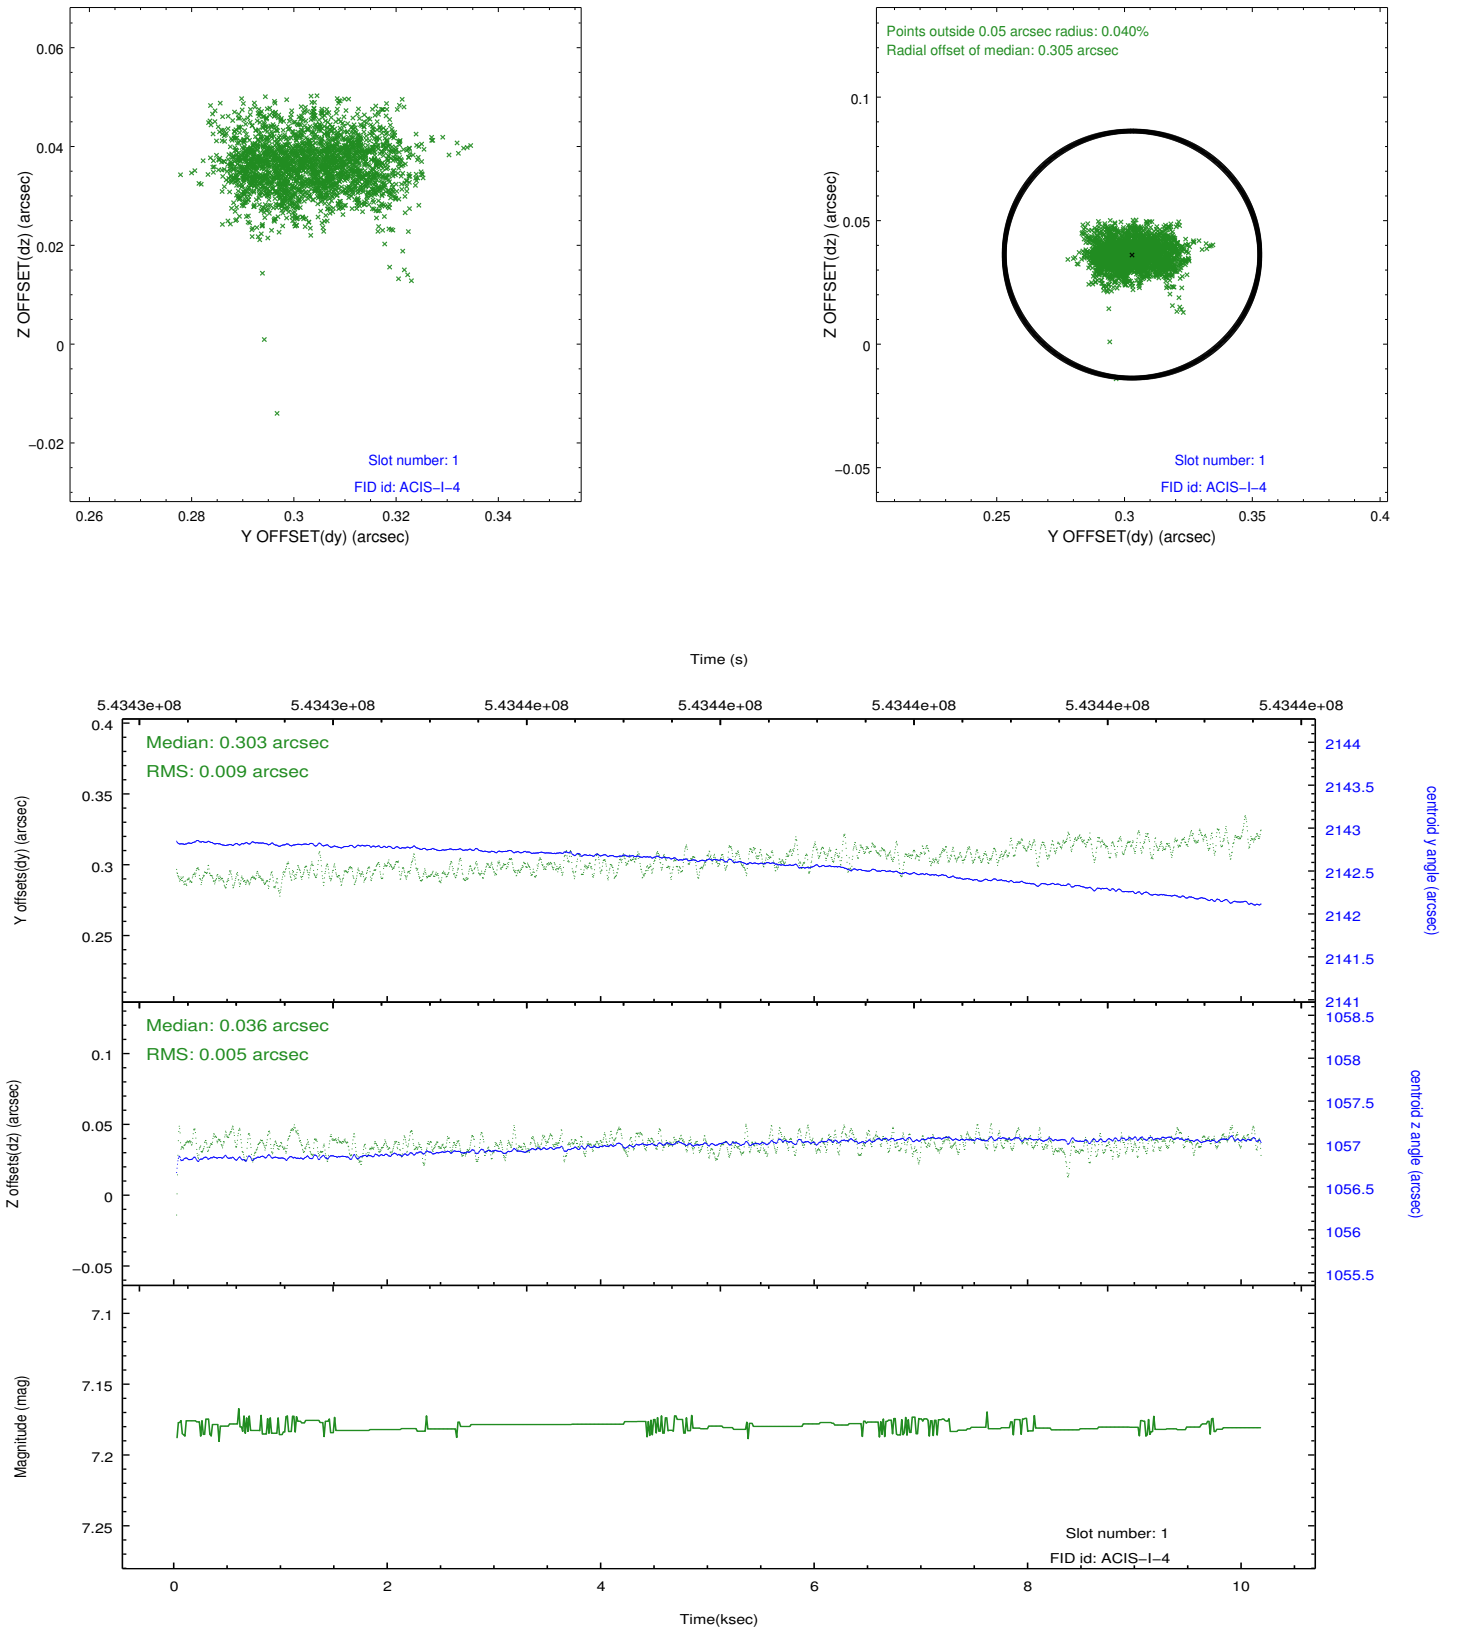 0.06
0.04
0.02
0
−0.02
Z OFFSET(dz) (arcsec)
Slot number: 1
FID id: ACIS−I−4
0.26 0.28 0.3 0.32 0.34
Y OFFSET(dy) (arcsec)
Points outside 0.05 arcsec radius: 0.040%
Radial offset of median: 0.305 arcsec
0.1
0.05
0
−0.05
Z OFFSET(dz) (arcsec)
Slot number: 1
FID id: ACIS−I−4
0.25 0.3 0.35 0.4
Y OFFSET(dy) (arcsec)
Time (s)
5.4343e+08 5.4343e+08 5.4344e+08 5.4344e+08 5.4344e+08 5.4344e+08 5.4344e+08
Median: 0.303 arcsec
RMS: 0.009 arcsec
0.4
0.35
0.3
0.25
Y offsets(dy) (arcsec)
2144
2143.5
2143
2142.5
2142
2141.5
2141
centroid y angle (arcsec)
Median: 0.036 arcsec
RMS: 0.005 arcsec
0.1
0.05
0
−0.05
Z offsets(dz) (arcsec)
1058.5
1058
1057.5
1057
1056.5
1056
1055.5
centroid z angle (arcsec)
7.1
7.15
7.2
7.25
Magnitude (mag)
Slot number: 1
FID id: ACIS−I−4
0 2 4 6 8 10
Time(ksec)